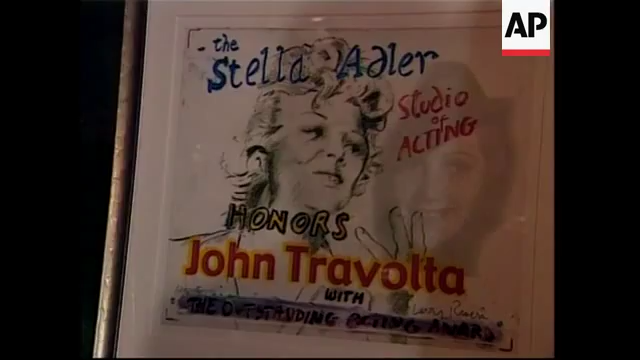 AP
the
Stella Adler
Studio
of
ACTING
HONORS
John Travolta
WITH
THE OUTSTANDING ACTING AWARD